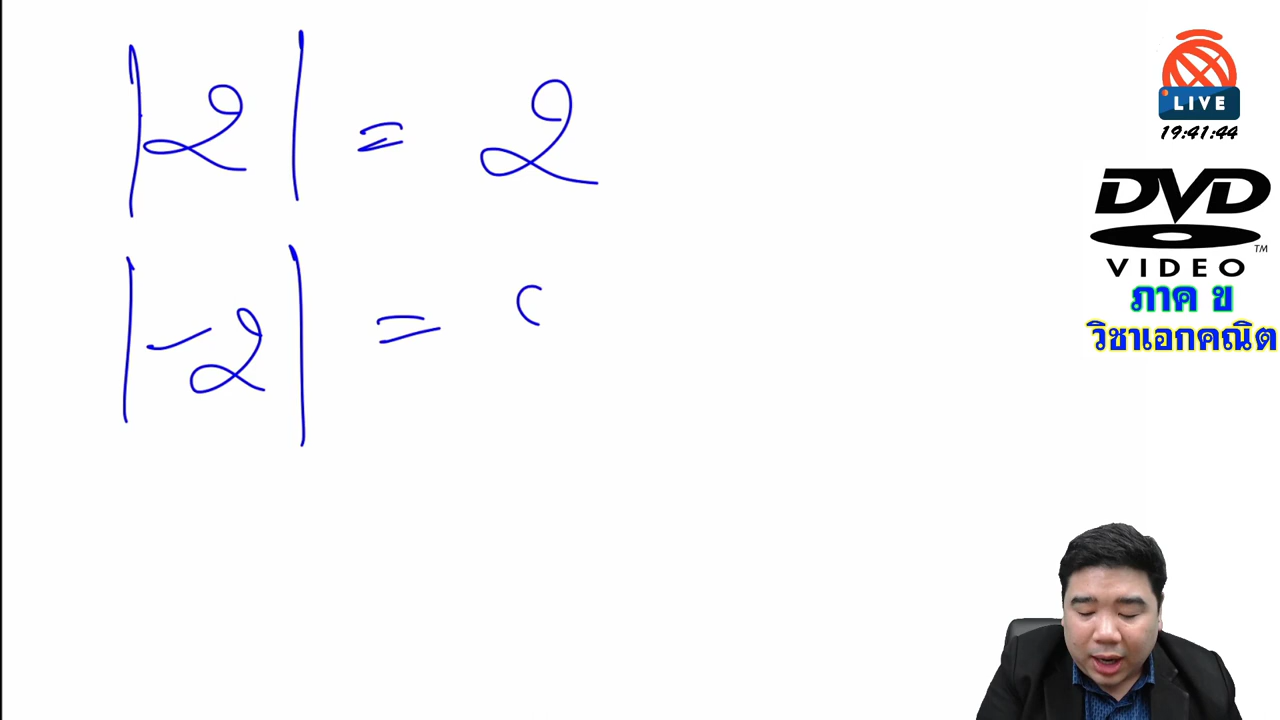 |2| = 2
|-2| =
LIVE
19:41:44
DVD
VIDEO TM
ภาค ข
วิชาเอกคณิต